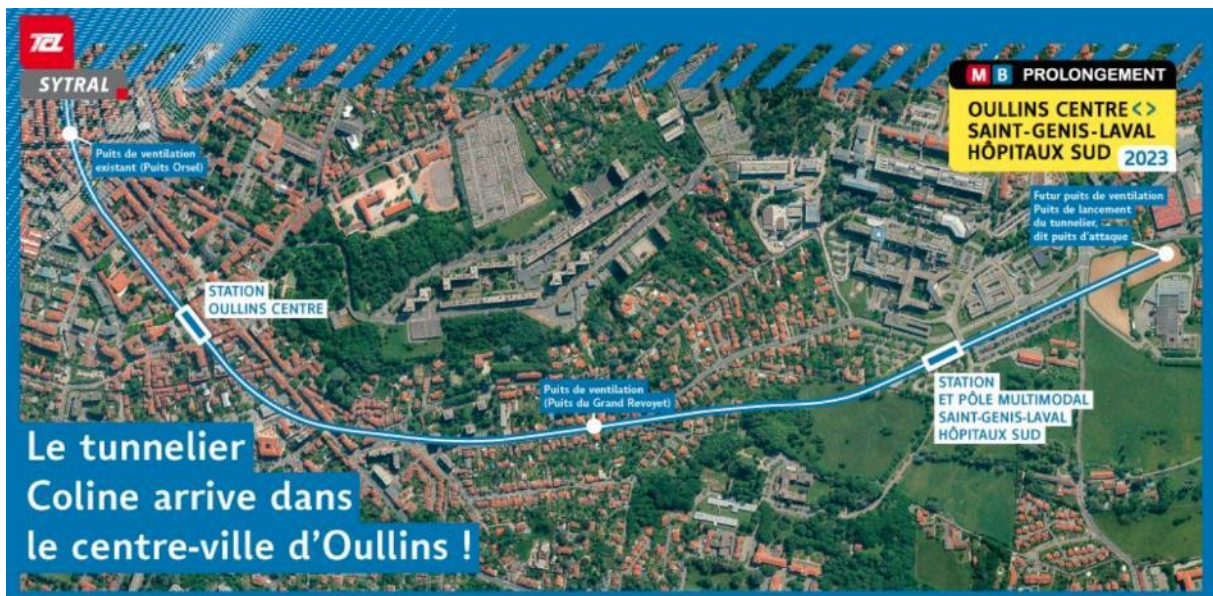 TCL
SYTRAL
M B PROLONGEMENT
OULLINS CENTRE <>
SAINT-GENIS-LAVAL
HÔPITAUX SUD 2023
Puits de ventilation
existant (Puits Orsel)
Futur puits de ventilation
Puits de lancement
du tunnelier,
dit puits d'attaque
STATION
OULLINS CENTRE
Puits de ventilation
(Puits du Grand Revoyet)
STATION
ET PÔLE MULTIMODAL
SAINT-GENIS-LAVAL
HÔPITAUX SUD
Le tunnelier
Coline arrive dans
le centre-ville d'Oullins !